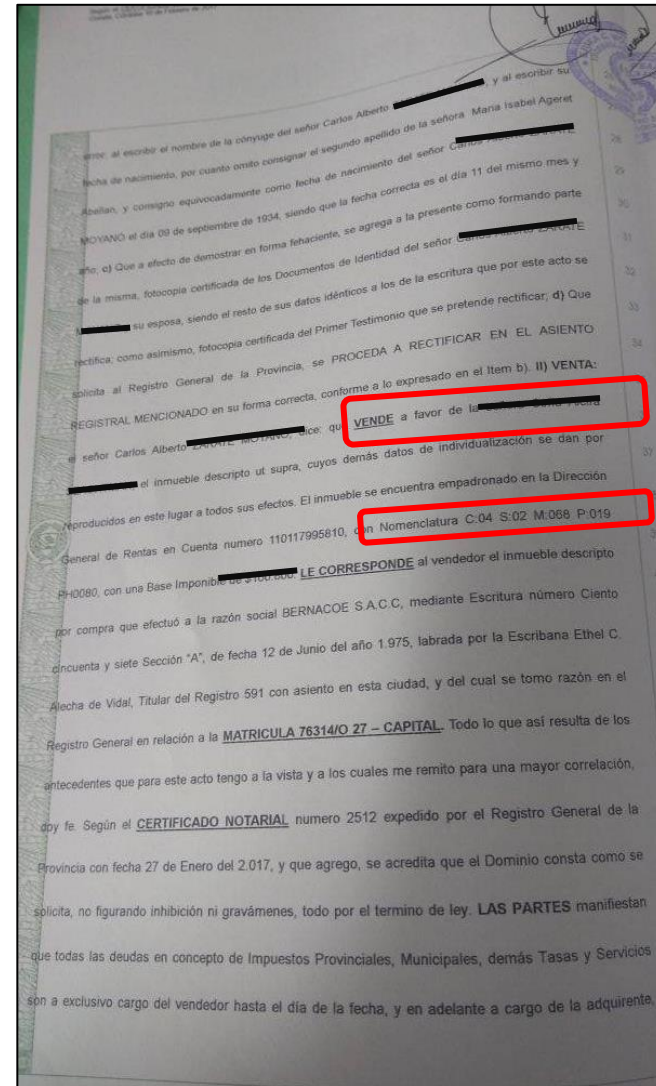 error, al escribir el nombre de la cónyuge del señor Carlos Alberto , y al escribir su
fecha de nacimiento, por cuanto omito consignar el segundo apellido de la señora Maria Isabel Ageret
Abellan, y consigno equivocadamente como fecha de nacimiento del señor
MOYANO el día 09 de septiembre de 1934, siendo que la fecha correcta es el día 11 del mismo mes y
año; c) Que a efecto de demostrar en forma fehaciente, se agrega a la presente como formando parte
de la misma, fotocopia certificada de los Documentos de Identidad del señor
su esposa, siendo el resto de sus datos idénticos a los de la escritura que por este acto se
rectifica; como asimismo, fotocopia certificada del Primer Testimonio que se pretende rectificar; d) Que
solicita al Registro General de la Provincia, se PROCEDA A RECTIFICAR EN EL ASIENTO
REGISTRAL MENCIONADO en su forma correcta, conforme a lo expresado en el Item b). II) VENTA:
el señor Carlos Alberto dice: que VENDE a favor de la
el inmueble descripto ut supra, cuyos demás datos de individualización se dan por
reproducidos en este lugar a todos sus efectos. El inmueble se encuentra empadronado en la Dirección
General de Rentas en Cuenta numero 110117995810, con Nomenclatura C:04 S:02 M:068 P:019
PH0080, con una Base Imponible LE CORRESPONDE al vendedor el inmueble descripto
por compra que efectuó a la razón social BERNACOE S.A.C.C, mediante Escritura número Ciento
cincuenta y siete Sección "A", de fecha 12 de Junio del año 1.975, labrada por la Escribana Ethel C.
Alecha de Vidal, Titular del Registro 591 con asiento en esta ciudad, y del cual se tomo razón en el
Registro General en relación a la MATRICULA 76314/O 27 – CAPITAL. Todo lo que así resulta de los
antecedentes que para este acto tengo a la vista y a los cuales me remito para una mayor correlación,
doy fe. Según el CERTIFICADO NOTARIAL numero 2512 expedido por el Registro General de la
Provincia con fecha 27 de Enero del 2.017, y que agrego, se acredita que el Dominio consta como se
solicita, no figurando inhibición ni gravámenes, todo por el termino de ley. LAS PARTES manifiestan
que todas las deudas en concepto de Impuestos Provinciales, Municipales, demás Tasas y Servicios
son a exclusivo cargo del vendedor hasta el día de la fecha, y en adelante a cargo de la adquirente,